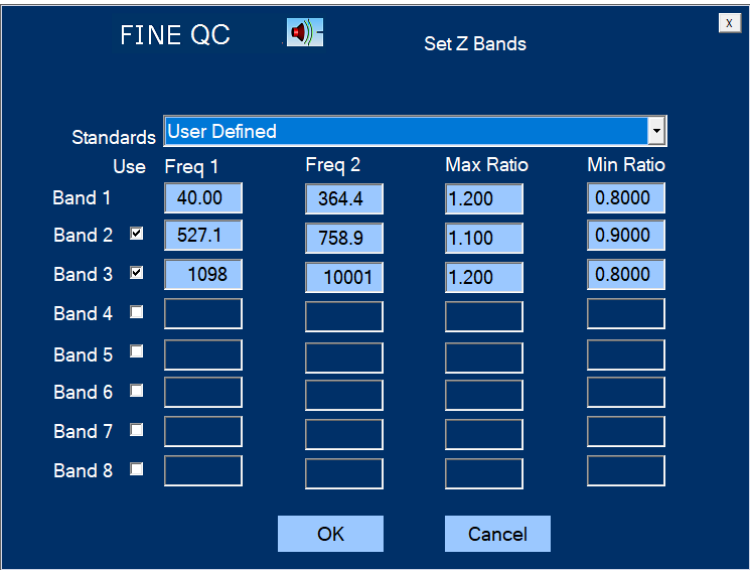 FINE QC
X
Set Z Bands
Standards User Defined
Use Freq 1 Freq 2 Max Ratio Min Ratio
Band 1 40.00 364.4 1.200 0.8000
Band 2 527.1 758.9 1.100 0.9000
Band 3 1098 10001 1.200 0.8000
Band 4
Band 5
Band 6
Band 7
Band 8
OK Cancel